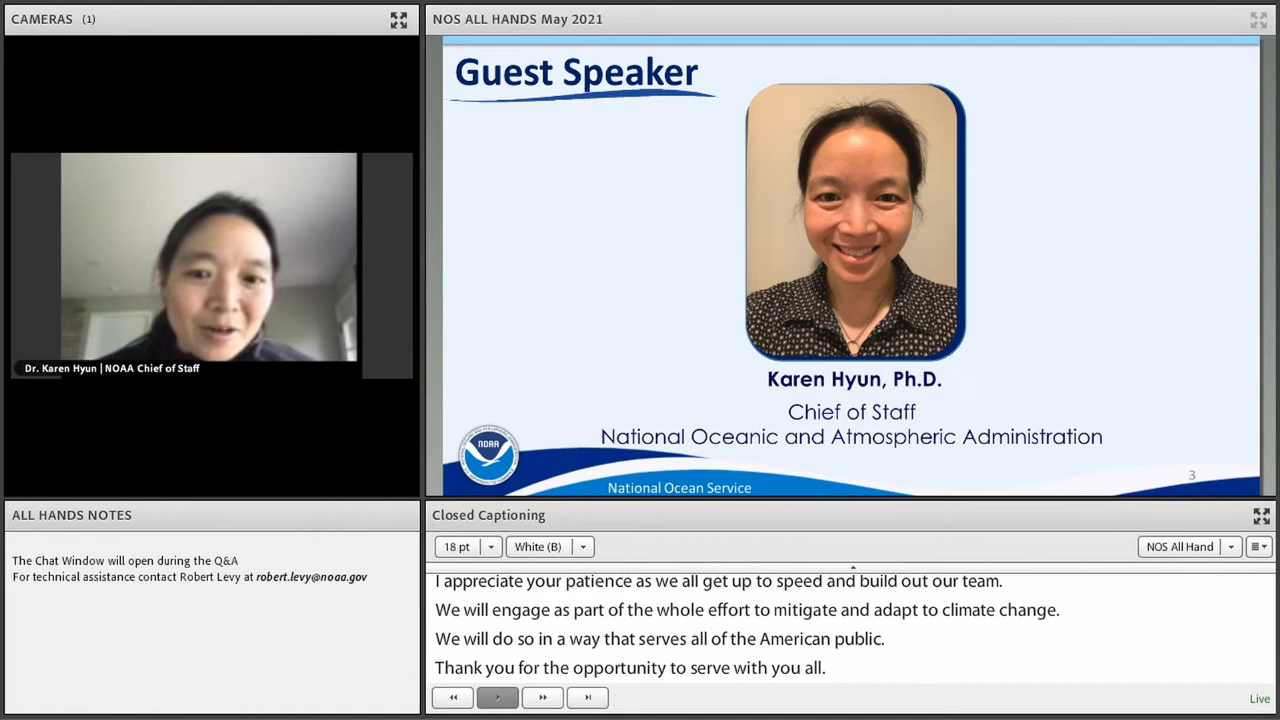 CAMERAS (1)
Dr. Karen Hyun | NOAA Chief of Staff
NOS ALL HANDS May 2021
Guest Speaker
Karen Hyun, Ph.D.
Chief of Staff
National Oceanic and Atmospheric Administration
NOAA
National Ocean Service
3
ALL HANDS NOTES
The Chat Window will open during the Q&A
For technical assistance contact Robert Levy at robert.levy@noaa.gov
Closed Captioning
18 pt
White (B)
NOS All Hand
I appreciate your patience as we all get up to speed and build out our team.
We will engage as part of the whole effort to mitigate and adapt to climate change.
We will do so in a way that serves all of the American public.
Thank you for the opportunity to serve with you all.
Live